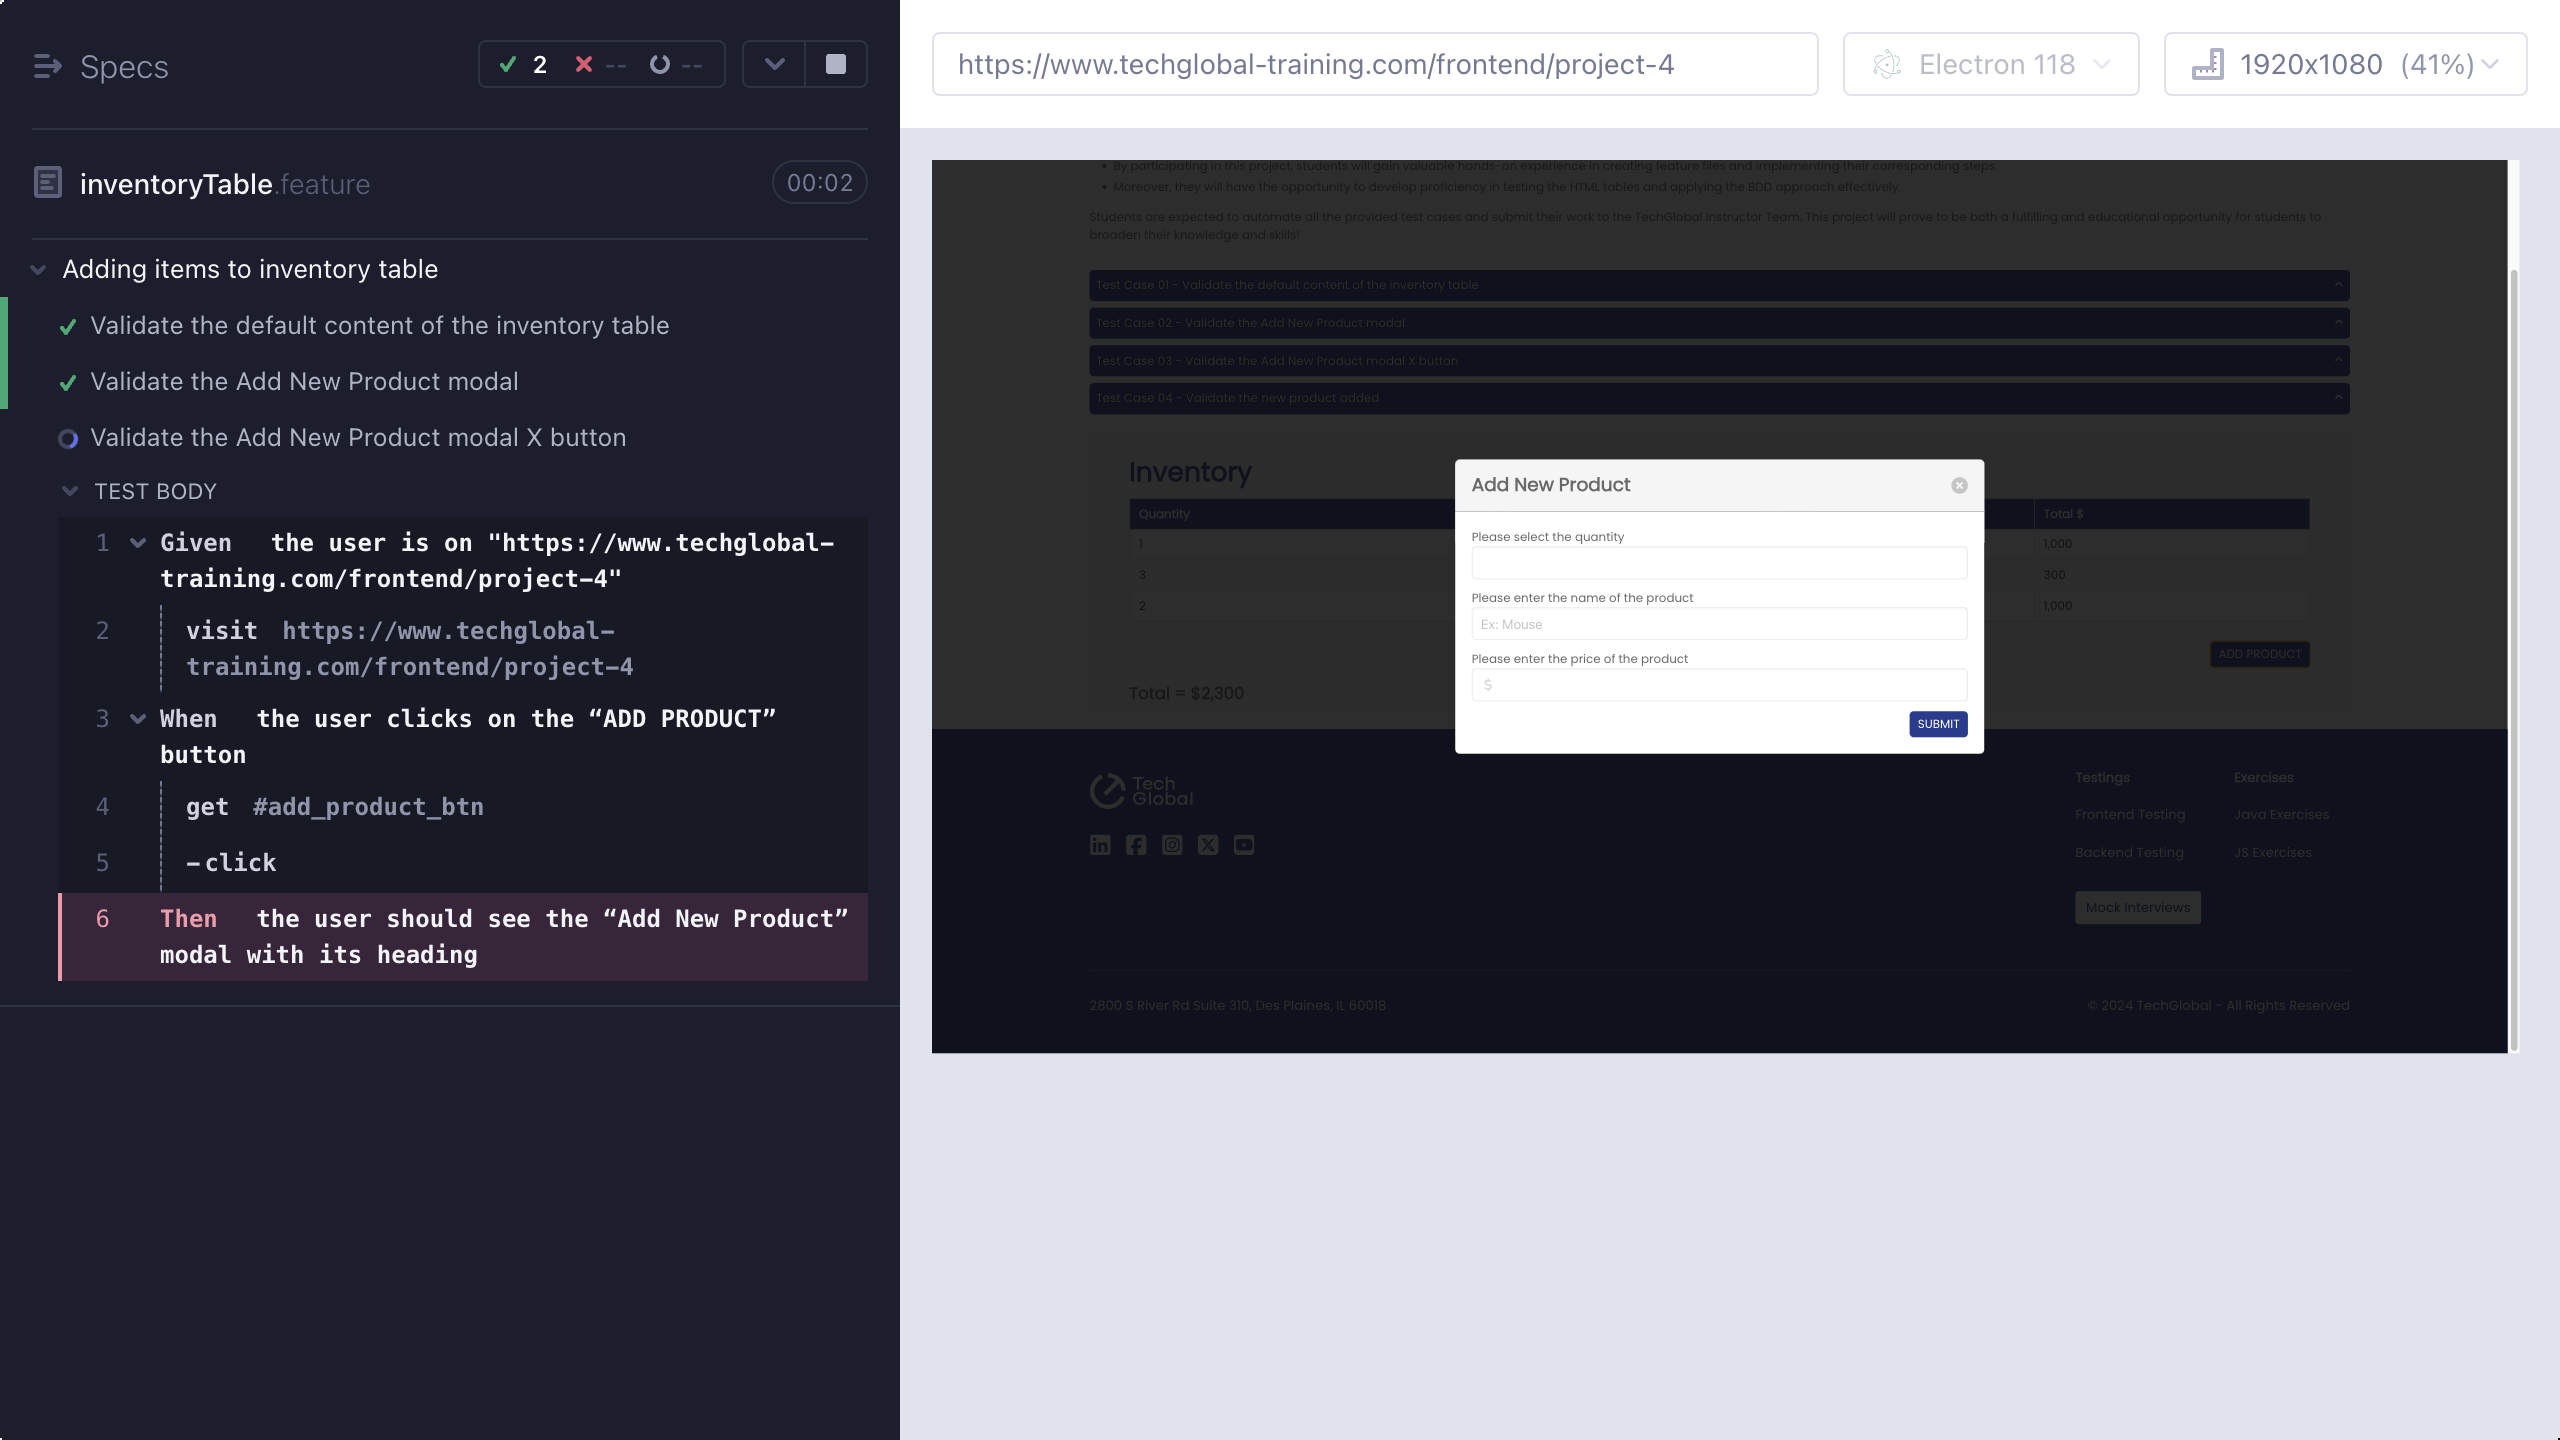 Specs
2 -- --
https://www.techglobal-training.com/frontend/project-4
Electron 118
1920x1080 (41%)
inventoryTable.feature
00:02
Adding items to inventory table
Validate the default content of the inventory table
Validate the Add New Product modal
Validate the Add New Product modal X button
TEST BODY
1 Given the user is on "https://www.techglobal-
training.com/frontend/project-4"
2 visit https://www.techglobal-
training.com/frontend/project-4
3 When the user clicks on the “ADD PRODUCT”
button
4 get #add_product_btn
5 -click
6 Then the user should see the “Add New Product”
modal with its heading
• By participating in this project, students will gain valuable hands-on experience in creating feature files and implementing their corresponding steps.
• Moreover, they will have the opportunity to develop proficiency in testing the HTML tables and applying the BDD approach effectively.
Students are expected to automate all the provided test cases and submit their work to the TechGlobal Instructor Team. This project will prove to be both a fulfilling and educational opportunity for students to
broaden their knowledge and skills!
Test Case 01 - Validate the default content of the inventory table
Test Case 02 - Validate the Add New Product modal
Test Case 03 - Validate the Add New Product modal X button
Test Case 04 - Validate the new product added
Inventory
Quantity Total $
1 1,000
3 300
2 1,000
ADD PRODUCT
Total = $2,300
Add New Product
Please select the quantity
Please enter the name of the product
Ex: Mouse
Please enter the price of the product
$
SUBMIT
Tech
Global
Testings Exercises
Frontend Testing Java Exercises
Backend Testing JS Exercises
Mock Interviews
2800 S River Rd Suite 310, Des Plaines, IL 60018
© 2024 TechGlobal - All Rights Reserved